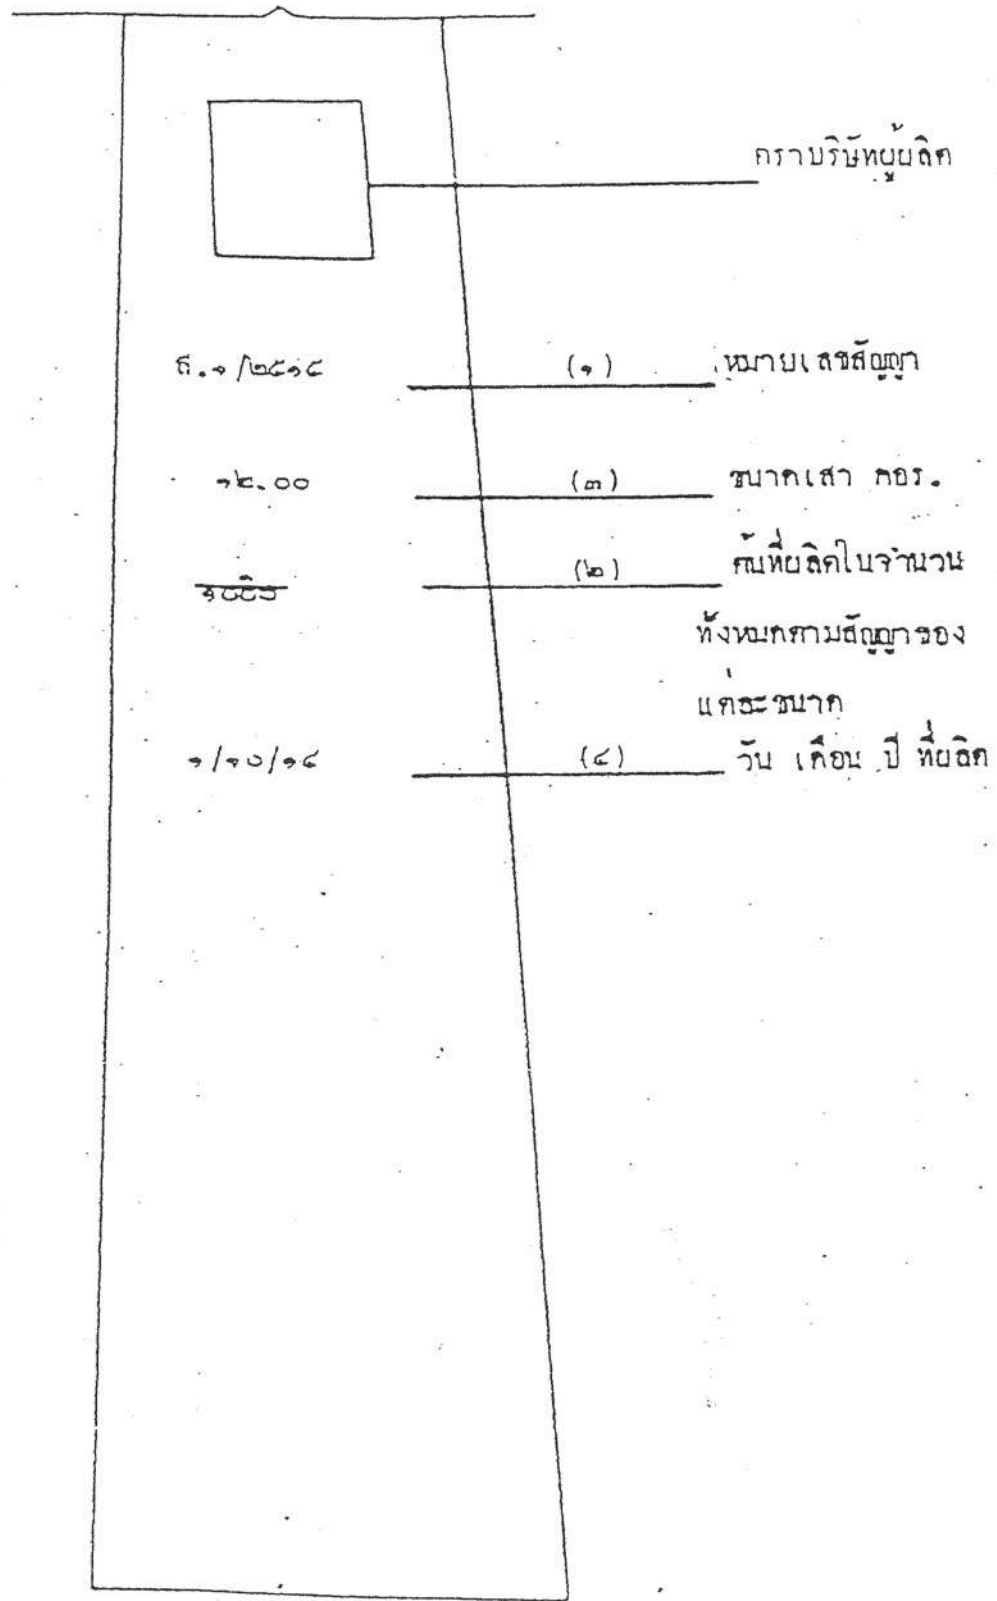 ตราบริษัทผู้ผลิต
ส.๑/๒๕๑๕ (๑) หมายเลขสัญญา
๑๒.๐๐ (๓) ขนาดเสา คอร.
(๒) ต้นที่ผลิตในจำนวน
ทั้งหมดตามสัญญาของ
แต่ละขนาด
๑/๑๐/๑๕ (๔) วัน เดือน ปี ที่ผลิต